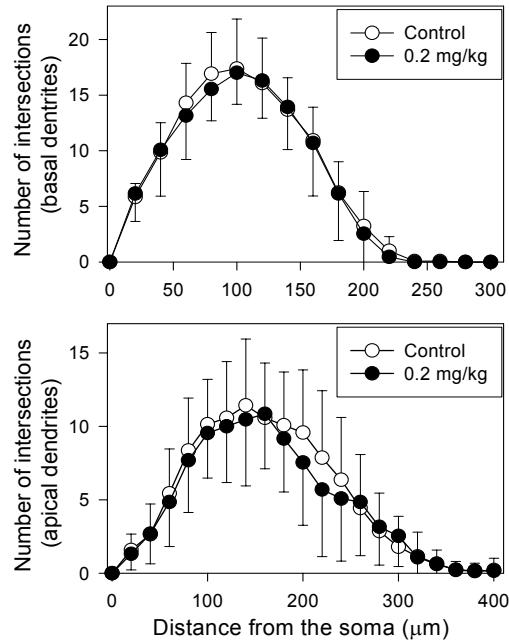 Number of intersections
(basal dentrites)
20
15
10
5
0
Control
0.2 mg/kg
0 50 100 150 200 250 300
Number of intersections
(apical dendrites)
15
10
5
0
Control
0.2 mg/kg
0 100 200 300 400
Distance from the soma (μm)